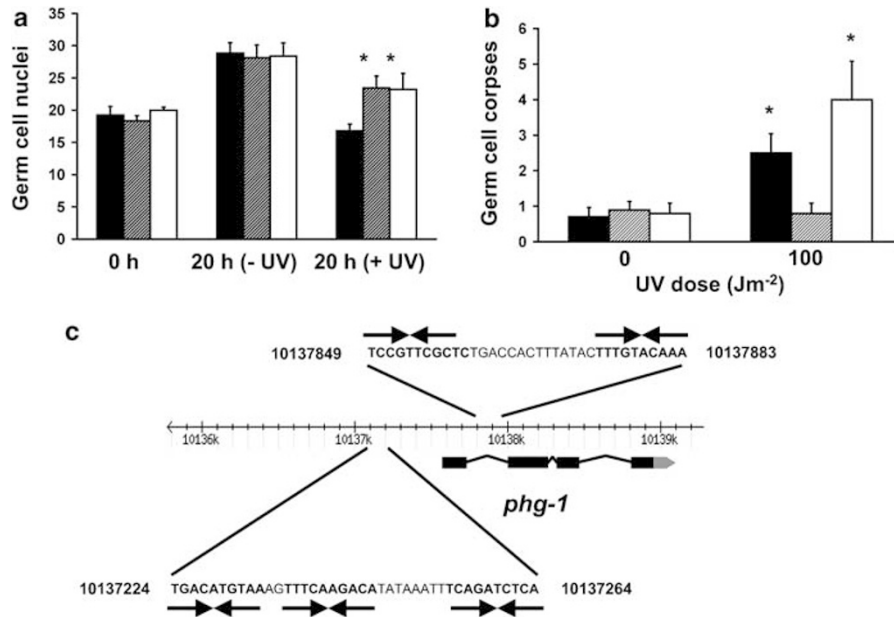 a
Germ cell nuclei
35
30
25
20
15
10
5
0
* *
0 h 20 h (- UV) 20 h (+ UV)
b
Germ cell corpses
6
5
4
3
2
1
0
* *
0 100
UV dose (Jm-2)
c
10137849 TCCGTTCGCTCTGACCACTTTATACTTTGTACAAA 10137883
10136k 10137k 10138k 10139k
phg-1
10137224 TGACATGTAAAGTTTCAAGACATATAAATTTCAGATCTCA 10137264